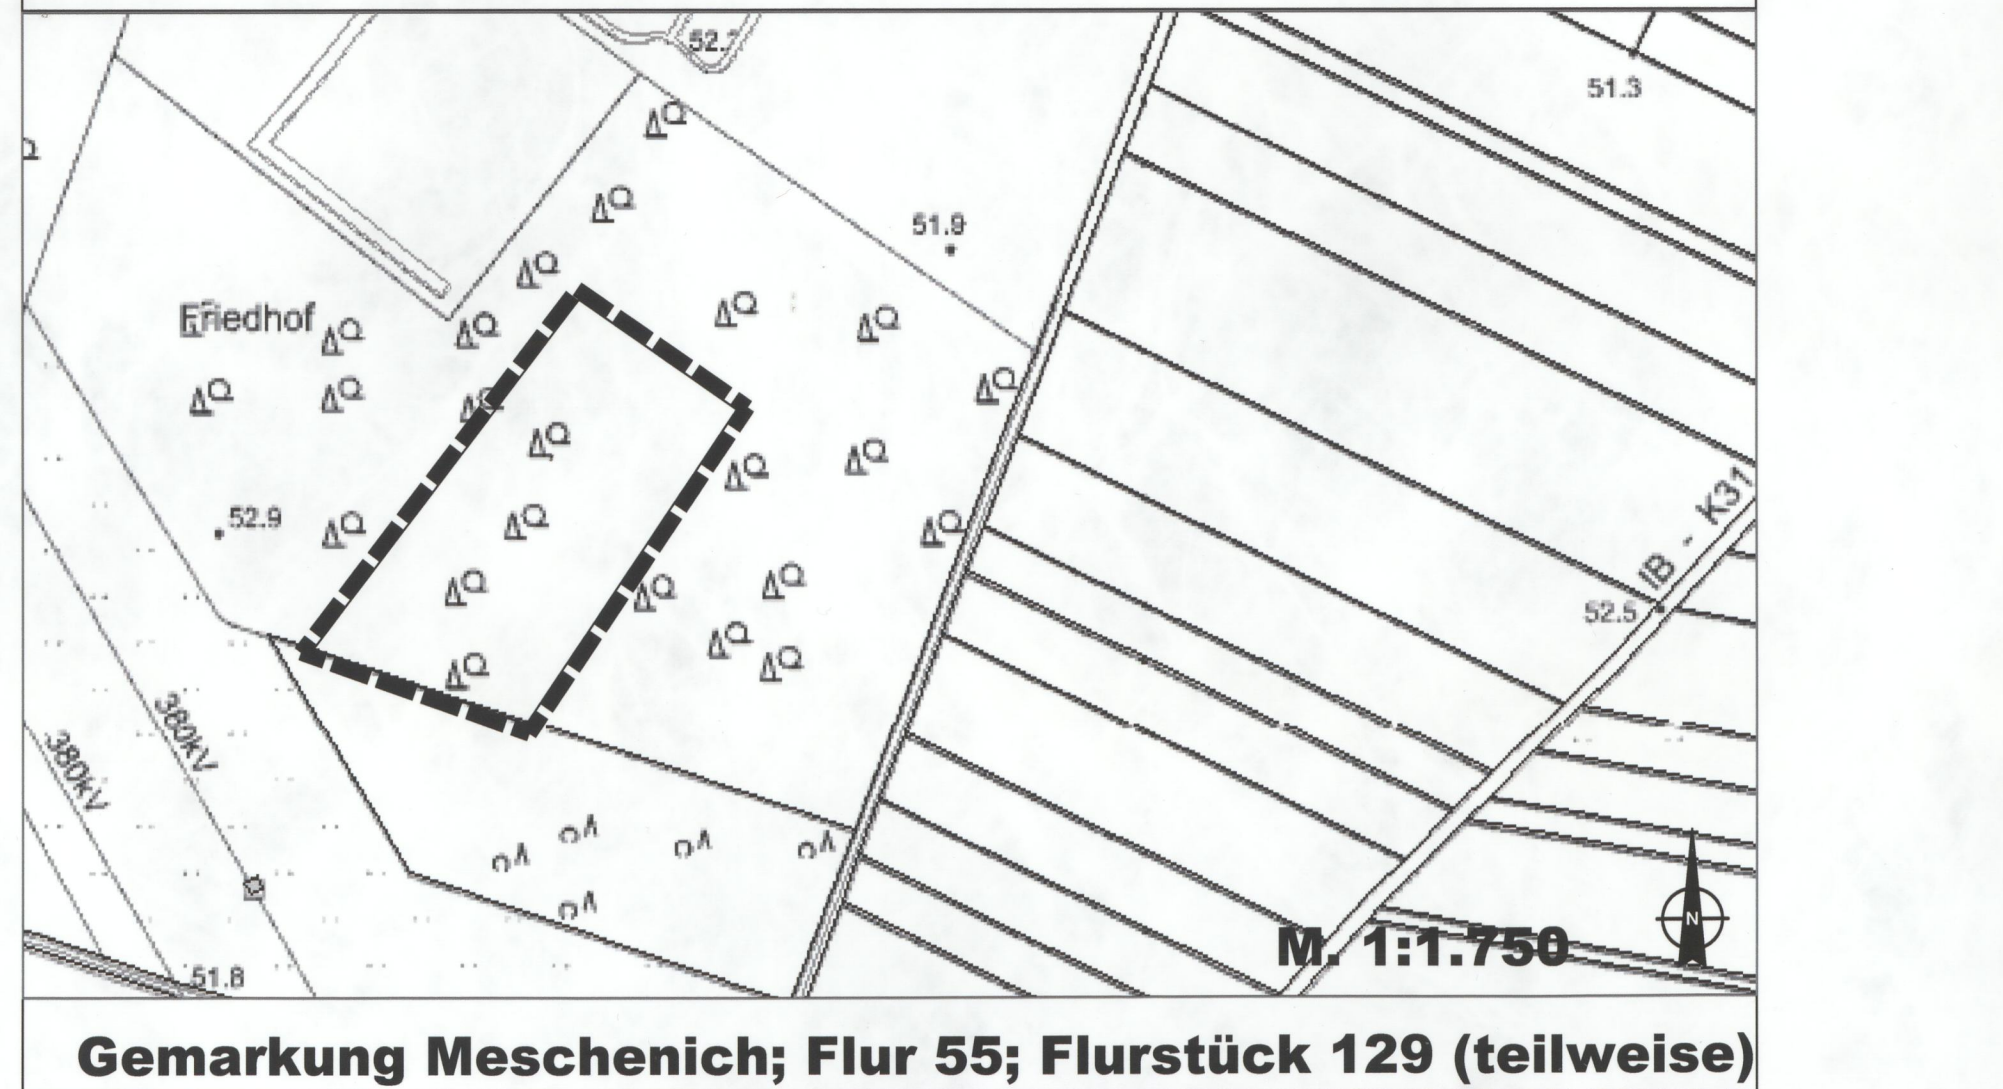 52.7
51.3
51.9
Friedhof
IB - K31
52.9
52.5
380kV
380kV
M. 1:1.750
N
51.8
Gemarkung Meschenich; Flur 55; Flurstück 129 (teilweise)